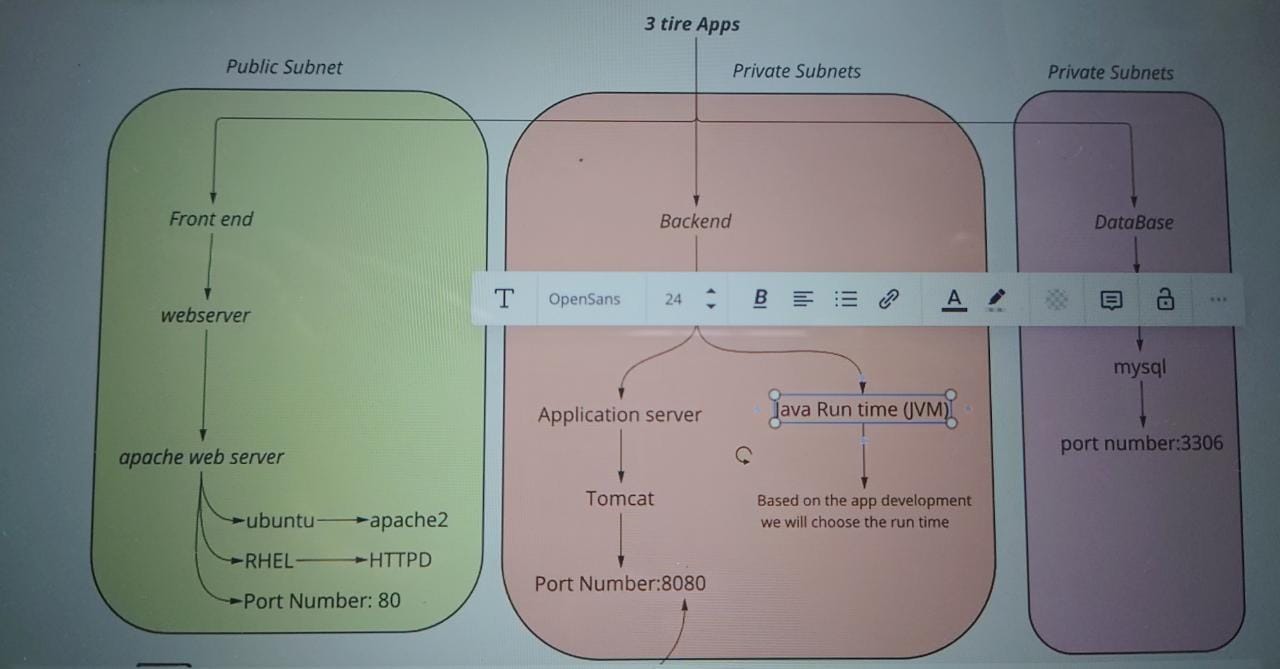 3 tire Apps
Public Subnet
Private Subnets
Private Subnets
Front end
Backend
DataBase
T OpenSans 24 B A
webserver
mysql
Application server
Java Run time (JVM)
port number:3306
apache web server
Tomcat
Based on the app development
we will choose the run time
ubuntu apache2
RHEL HTTPD
Port Number:8080
Port Number: 80